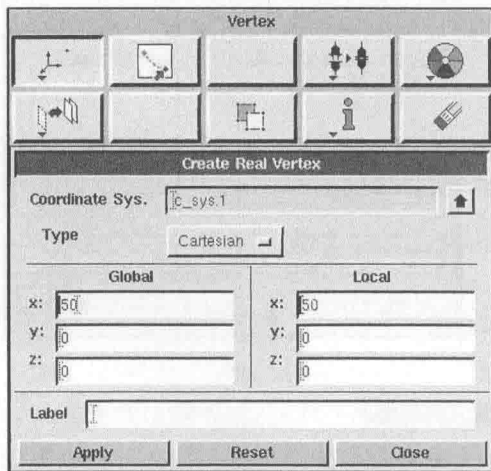 Vertex
Create Real Vertex
Coordinate Sys. c_sys.1
Type Cartesian
Global Local
x: 50 x: 50
y: 0 y: 0
z: 0 z: 0
Label
Apply Reset Close